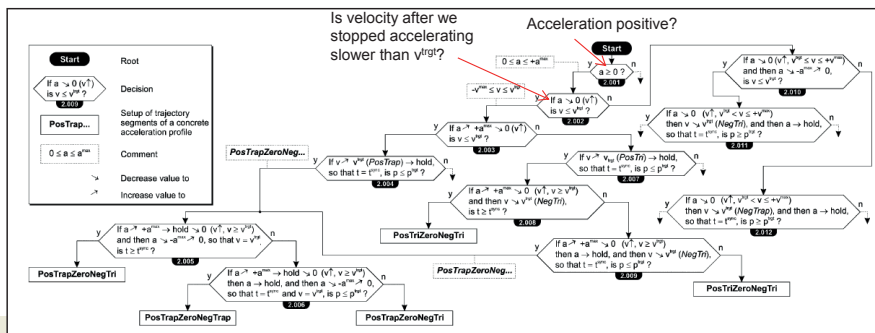 Is velocity after we
stopped accelerating
slower than v^trgt?
Acceleration positive?
Start
Root
If a ↘ 0 (v↑)
is v ≤ v^trgt ?
2.009
Decision
PosTrap...
Setup of trajectory
segments of a concrete
acceleration profile
0 ≤ a ≤ a^max
Comment
↘
Decrease value to
↗
Increase value to
Start
0 ≤ a ≤ +a^max
y
a ≥ 0 ?
n
2.001
-v^max ≤ v ≤ v^trgt
y
If a ↘ 0 (v↑)
is v ≤ v^trgt ?
n
2.002
y
If a ↘ 0 (v↑, v^trgt ≤ v ≤ +v^max)
and then a ↘ -a^max ↗ 0,
is v ≤ v^trgt ?
n
2.010
y
If a ↗ +a^max ↘ 0 (v↑)
is v ≤ v^trgt ?
n
2.003
y
If a ↘ 0 (v↑, v^trgt < v ≤ +v^max)
then v ↘ v^trgt (NegTri), and then a → hold,
so that t = t^sync, is p ≥ p^trgt ?
n
2.011
PosTrapZeroNeg...
y
If v ↗ v^trgt (PosTrap) → hold,
so that t = t^sync, is p ≤ p^trgt ?
n
2.004
y
If v ↗ v_trgt (PosTri) → hold,
so that t = t^sync, is p ≤ p^trgt ?
n
2.007
y
If a ↗ +a^max ↘ 0 (v↑, v ≥ v^trgt)
and then v ↘ v^trgt (NegTri),
is t ≥ t^sync ?
n
2.008
y
If a ↘ 0 (v↑, v^trgt < v ≤ +v^max)
then v ↘ v^trgt (NegTrap), and then a → hold,
so that t = t^sync, is p ≥ p^trgt ?
n
2.012
y
If a ↗ +a^max → hold ↘ 0 (v↑, v ≥ v^trgt)
and then a ↘ -a^max ↗ 0, so that v = v^trgt,
is t ≥ t^sync ?
n
2.005
PosTriZeroNegTri
PosTrapZeroNeg...
y
If a ↗ +a^max ↘ 0 (v↑, v ≥ v^trgt)
then a → hold, and then v ↘ v^trgt (NegTri)
so that t = t^sync, is p ≤ p^trgt ?
n
2.009
PosTrapZeroNegTri
y
If a ↗ +a^max → hold ↘ 0 (v↑, v ≥ v^trgt)
then a → hold, and then a ↘ -a^max ↗ 0,
so that t = t^sync and v = v^trgt, is p ≤ p^trgt ?
n
2.006
PosTriZeroNegTri
PosTrapZeroNegTrap
PosTrapZeroNegTri